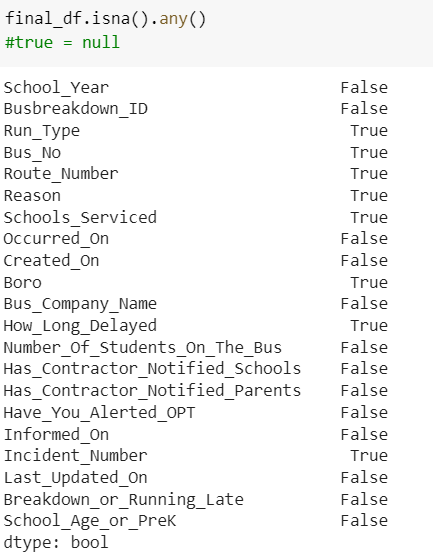 final_df.isna().any()
#true = null
School_Year False
Busbreakdown_ID False
Run_Type True
Bus_No True
Route_Number True
Reason True
Schools_Serviced True
Occurred_On False
Created_On False
Boro True
Bus_Company_Name False
How_Long_Delayed True
Number_Of_Students_On_The_Bus False
Has_Contractor_Notified_Schools False
Has_Contractor_Notified_Parents False
Have_You_Alerted_OPT False
Informed_On False
Incident_Number True
Last_Updated_On False
Breakdown_or_Running_Late False
School_Age_or_PreK False
dtype: bool